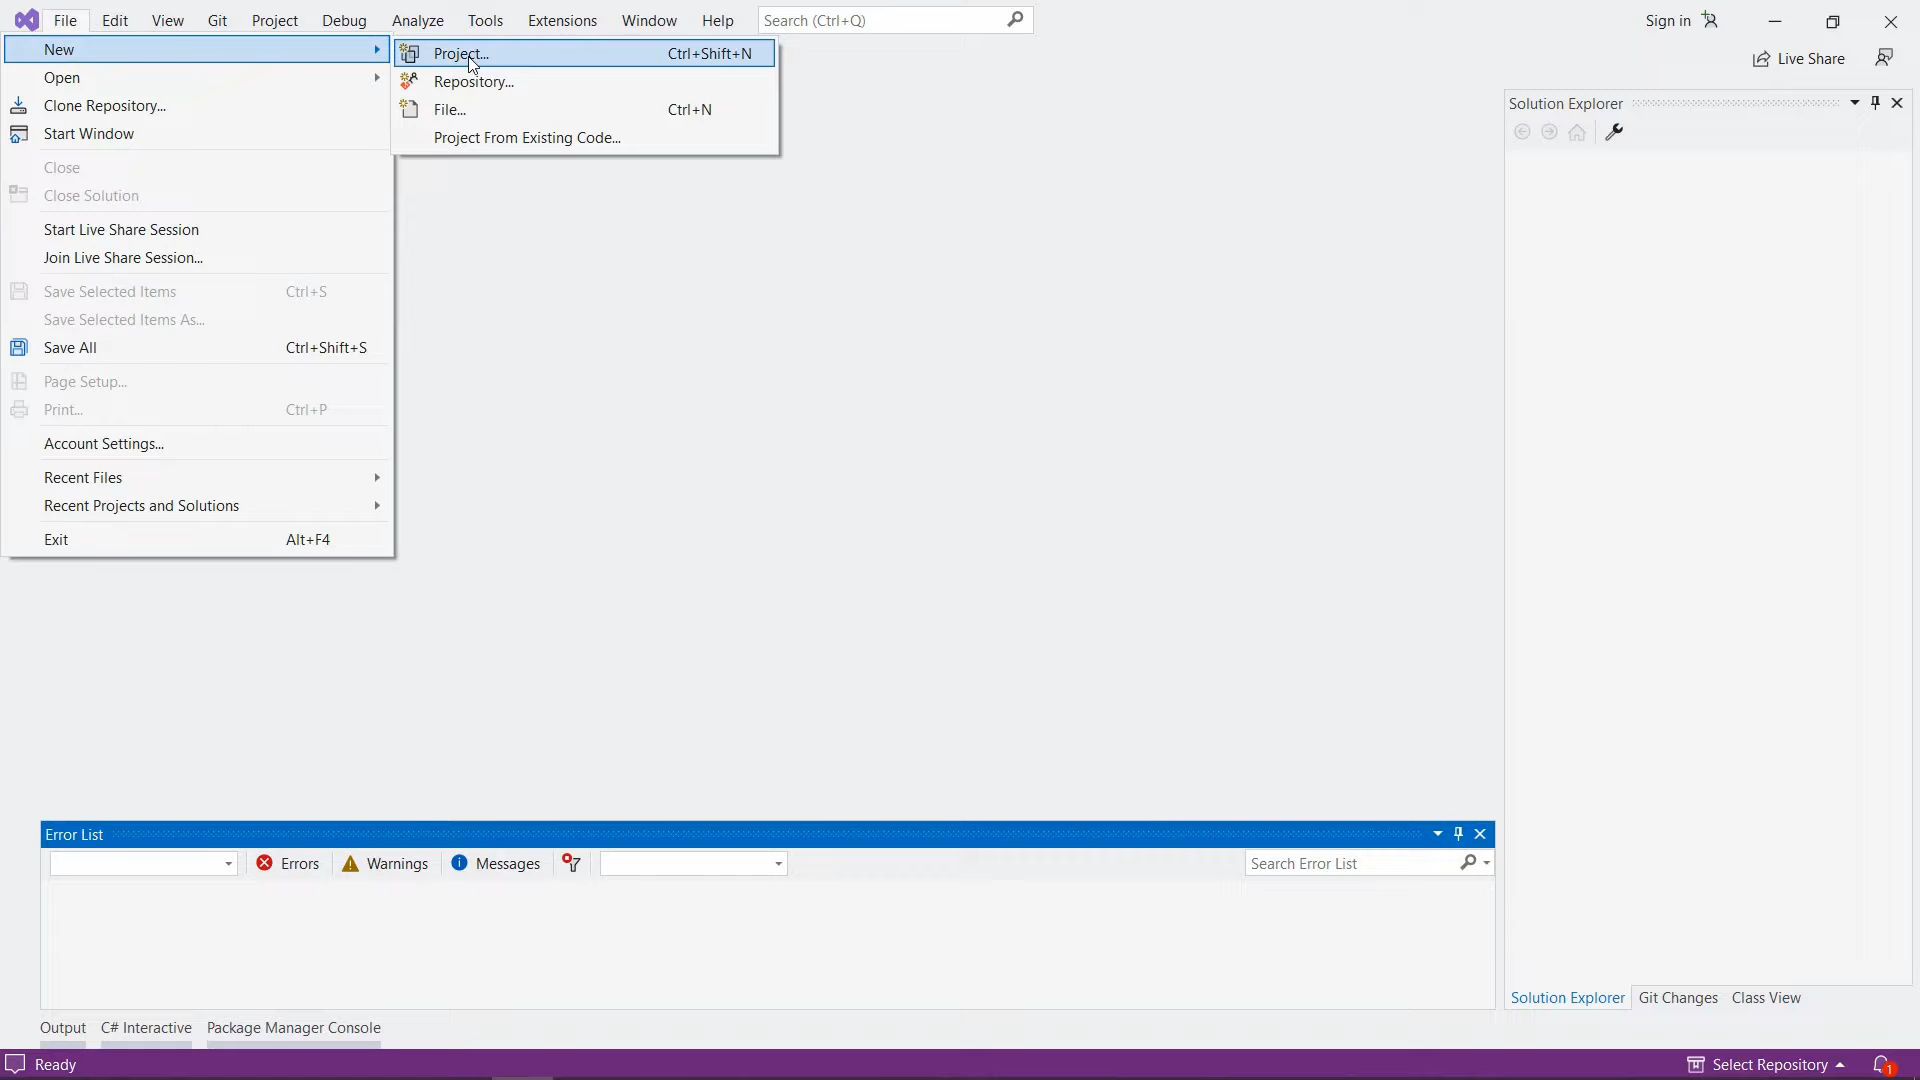 File Edit View Git Project Debug Analyze Tools Extensions Window Help Search (Ctrl+Q) Sign in
New
Project... Ctrl+Shift+N
Live Share
Open
Repository...
Clone Repository...
File... Ctrl+N
Start Window
Project From Existing Code...
Close
Close Solution
Start Live Share Session
Join Live Share Session...
Save Selected Items Ctrl+S
Save Selected Items As...
Save All Ctrl+Shift+S
Page Setup...
Print... Ctrl+P
Account Settings...
Recent Files
Recent Projects and Solutions
Exit Alt+F4
Solution Explorer
Error List
Errors Warnings Messages Search Error List
Solution Explorer Git Changes Class View
Output C# Interactive Package Manager Console
Ready Select Repository 1